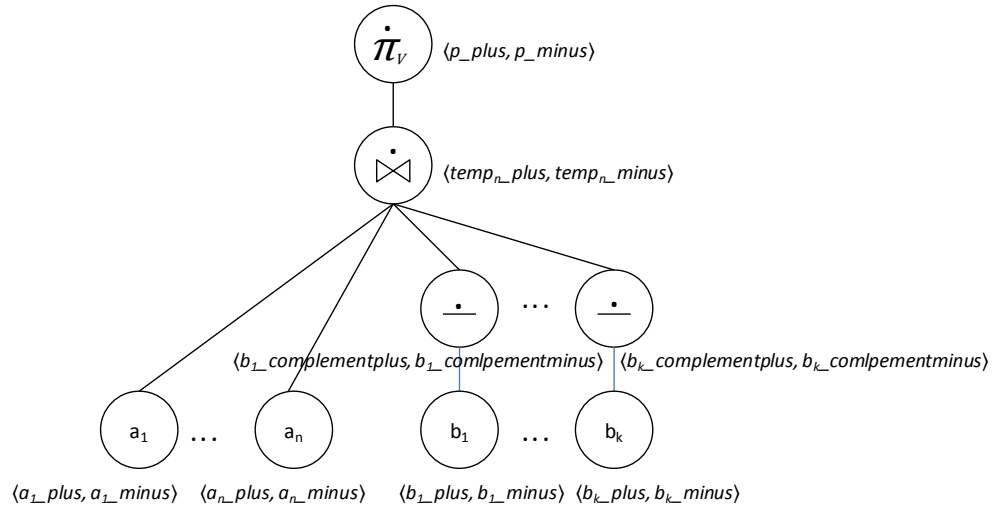 π̇V ⟨p_plus, p_minus⟩
⋈̇ ⟨tempn_plus, tempn_minus⟩
∸ ... ∸
⟨b1_complementplus, b1_comlpementminus⟩ ⟨bk_complementplus, bk_comlpementminus⟩
a1 ... an b1 ... bk
⟨a1_plus, a1_minus⟩ ⟨an_plus, an_minus⟩ ⟨b1_plus, b1_minus⟩ ⟨bk_plus, bk_minus⟩